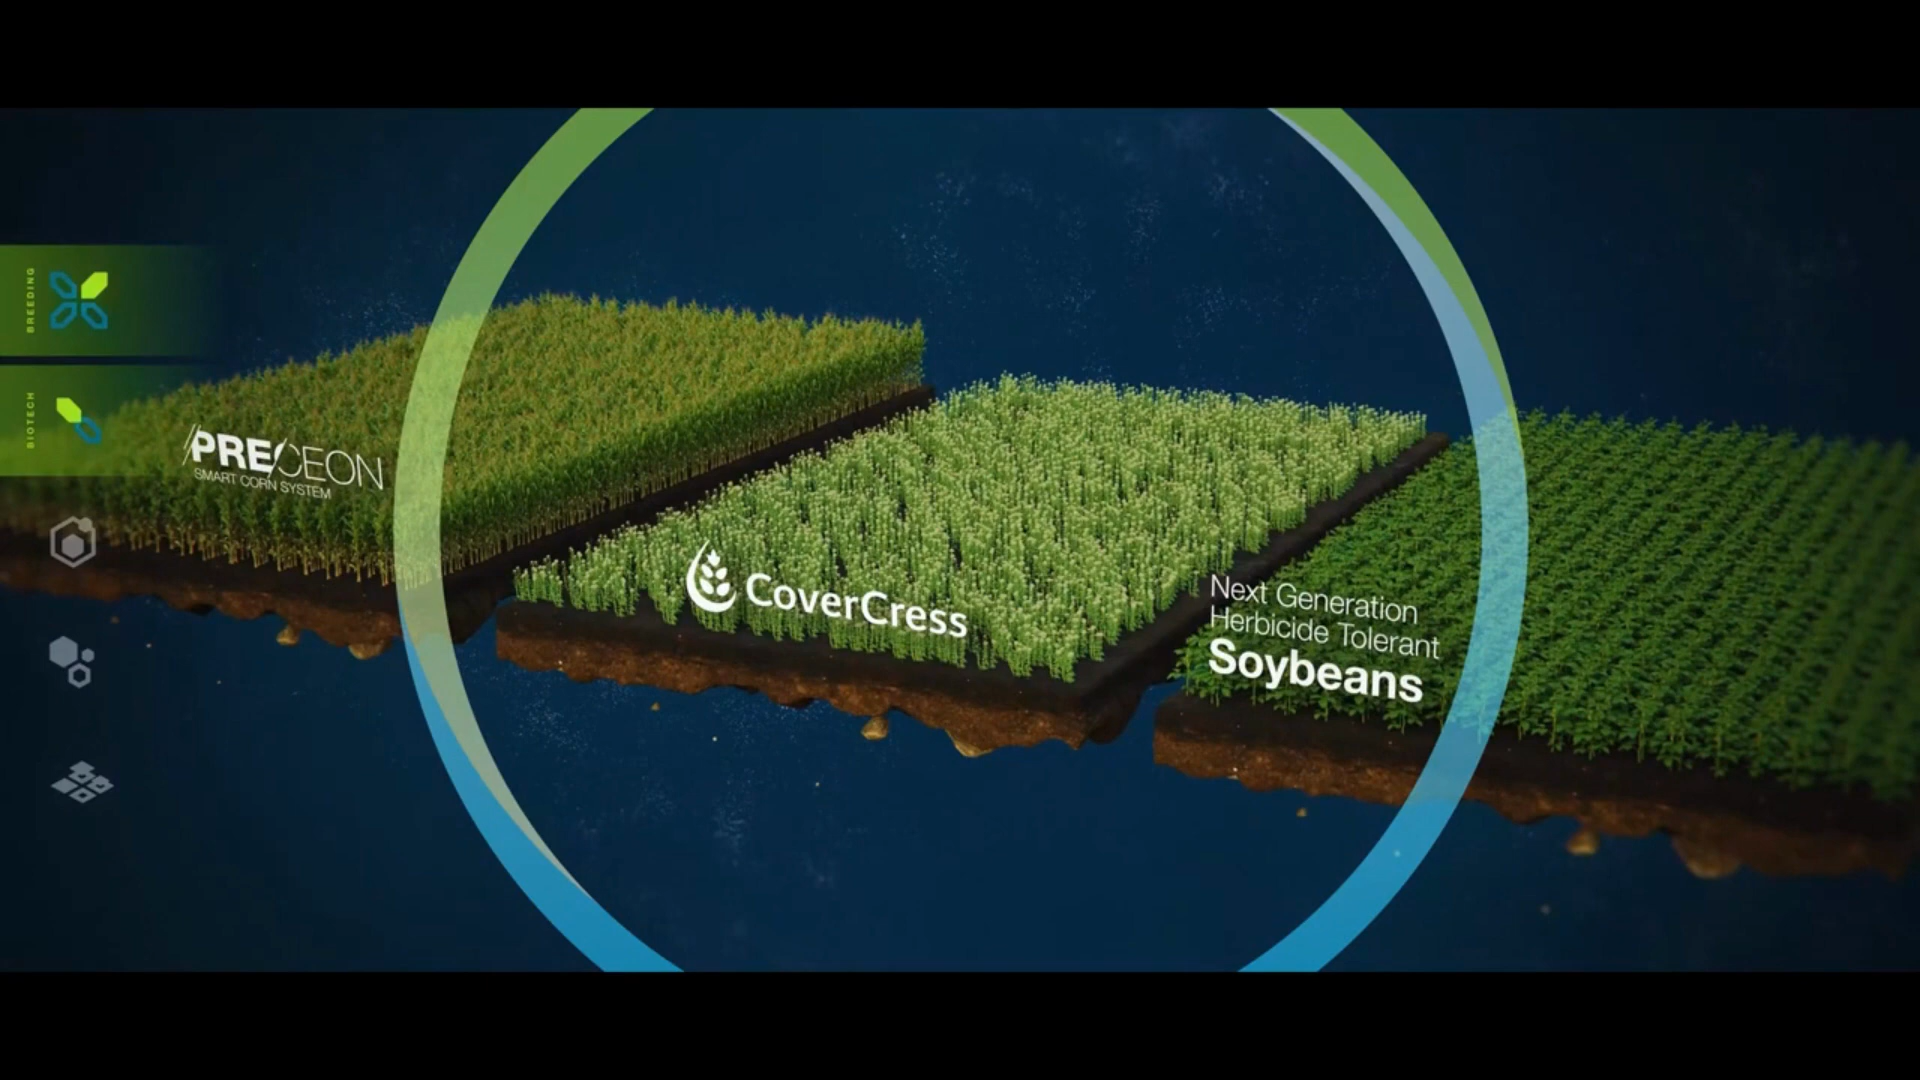 BREEDING
BIOTECH
PRECEON
SMART CORN SYSTEM
CoverCress
Next Generation
Herbicide Tolerant
Soybeans